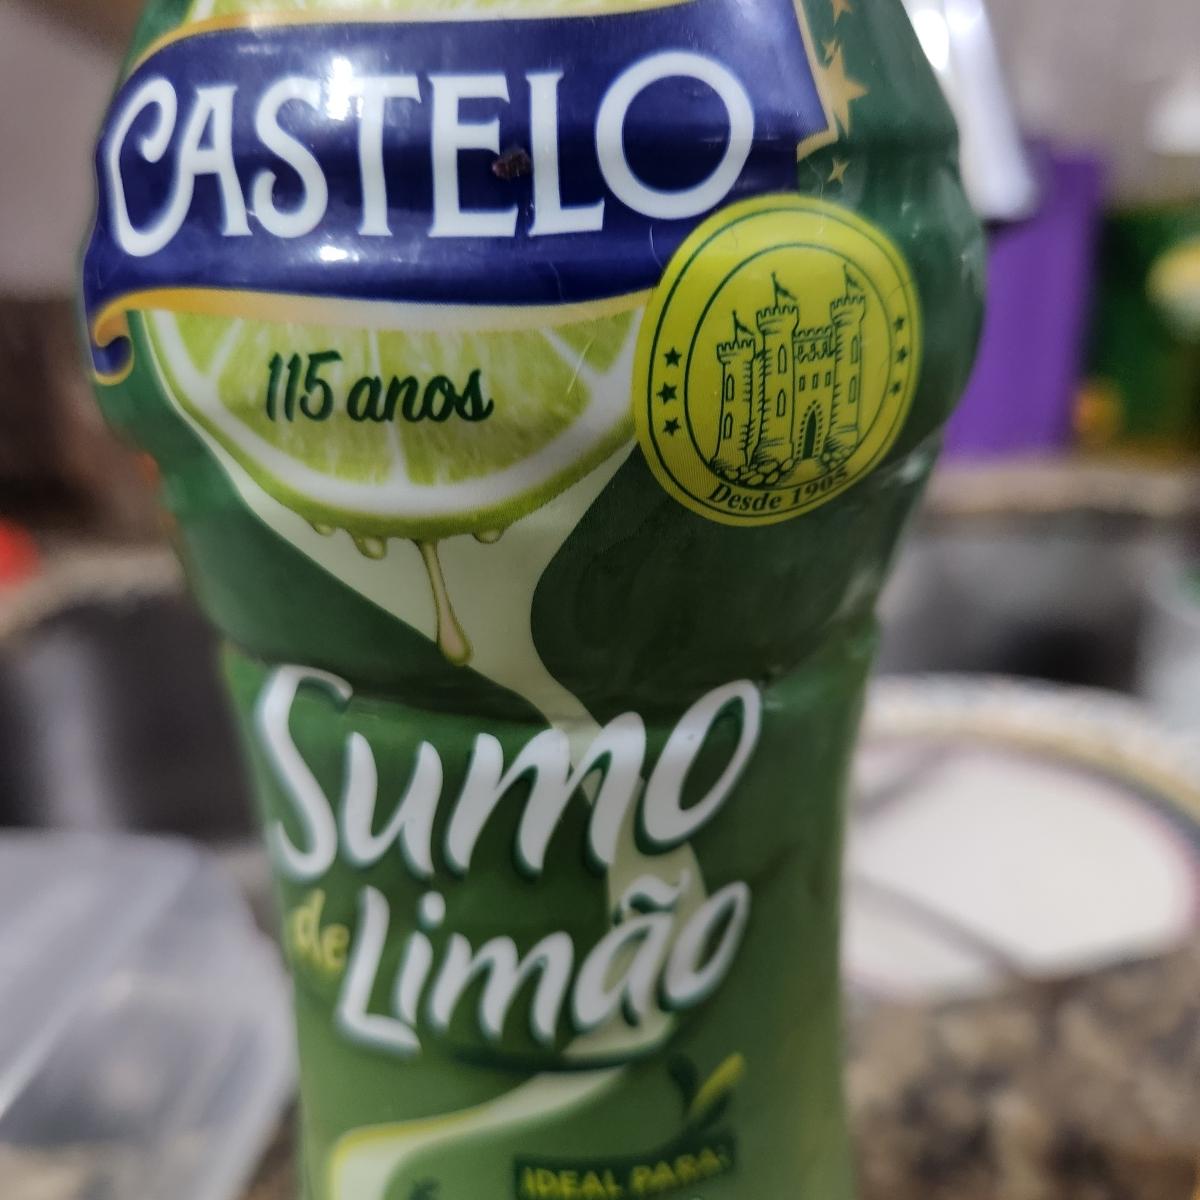 CASTELO
115 anos
Desde 1905
Sumo
de Limão
IDEAL PARA: